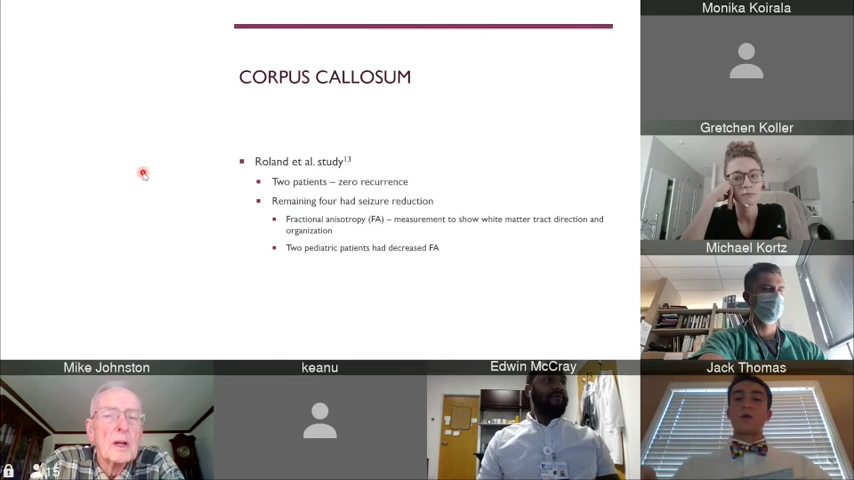 Monika Koirala
CORPUS CALLOSUM
Gretchen Koller
Roland et al. study13
Two patients – zero recurrence
Remaining four had seizure reduction
Fractional anisotropy (FA) – measurement to show white matter tract direction and
organization
Two pediatric patients had decreased FA
Michael Kortz
Mike Johnston
keanu
Edwin McCray
Jack Thomas
15